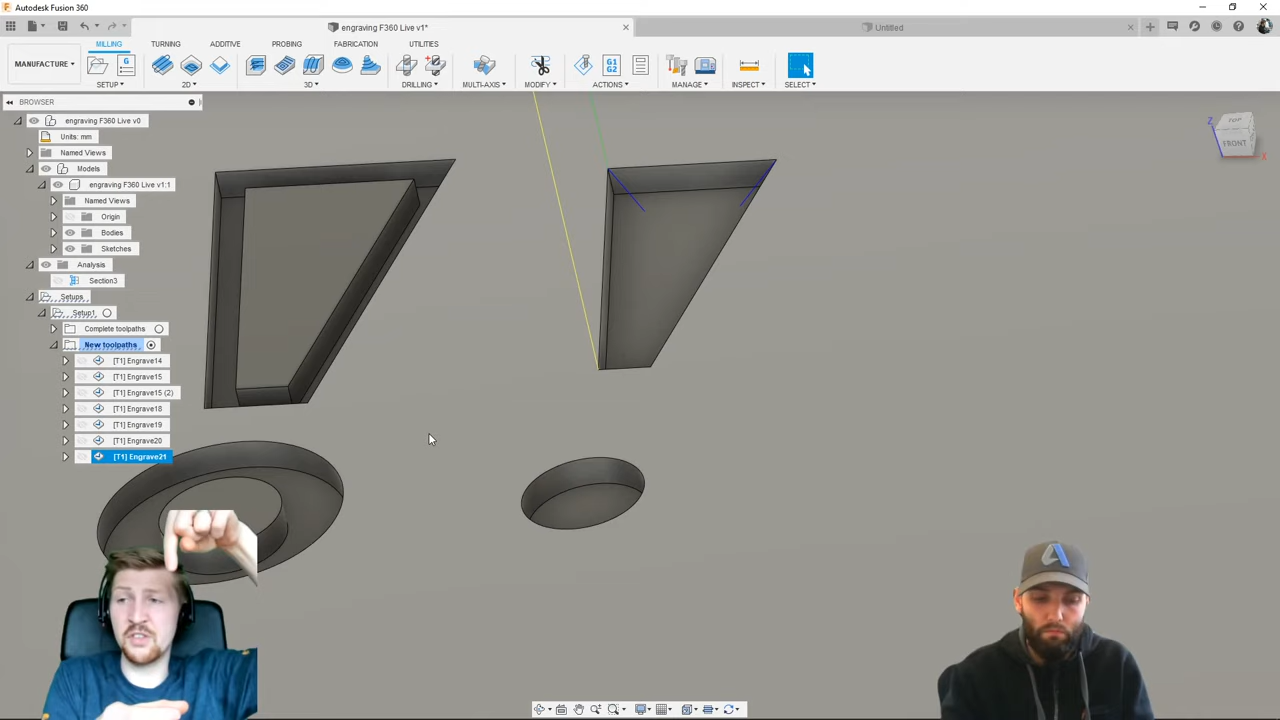 Autodesk Fusion 360
engraving F360 Live v1*
Untitled
MILLING TURNING ADDITIVE PROBING FABRICATION UTILITIES
MANUFACTURE
SETUP 2D 3D DRILLING MULTI-AXIS MODIFY ACTIONS MANAGE INSPECT SELECT
G1
G2
BROWSER
engraving F360 Live v0
Units: mm
Named Views
Models
engraving F360 Live v1:1
Named Views
Origin
Bodies
Sketches
Analysis
Section3
Setups
Setup1
Complete toolpaths
New toolpaths
[T1] Engrave14
[T1] Engrave15
[T1] Engrave15 (2)
[T1] Engrave18
[T1] Engrave19
[T1] Engrave20
[T1] Engrave21
TOP
FRONT
Z
X